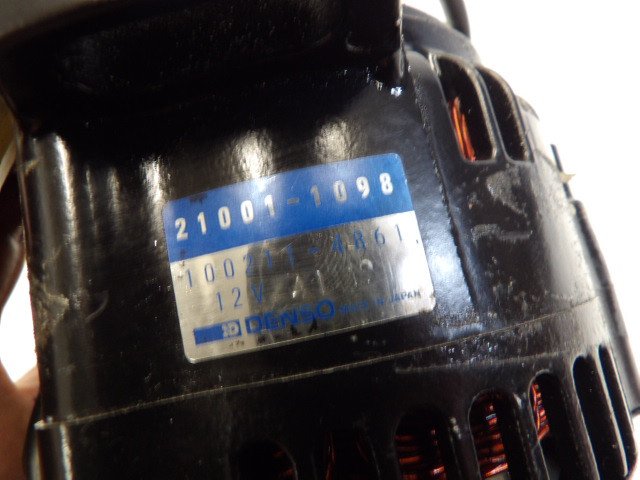 21001-1098
100211-4861
12V
DENSO MADE IN JAPAN